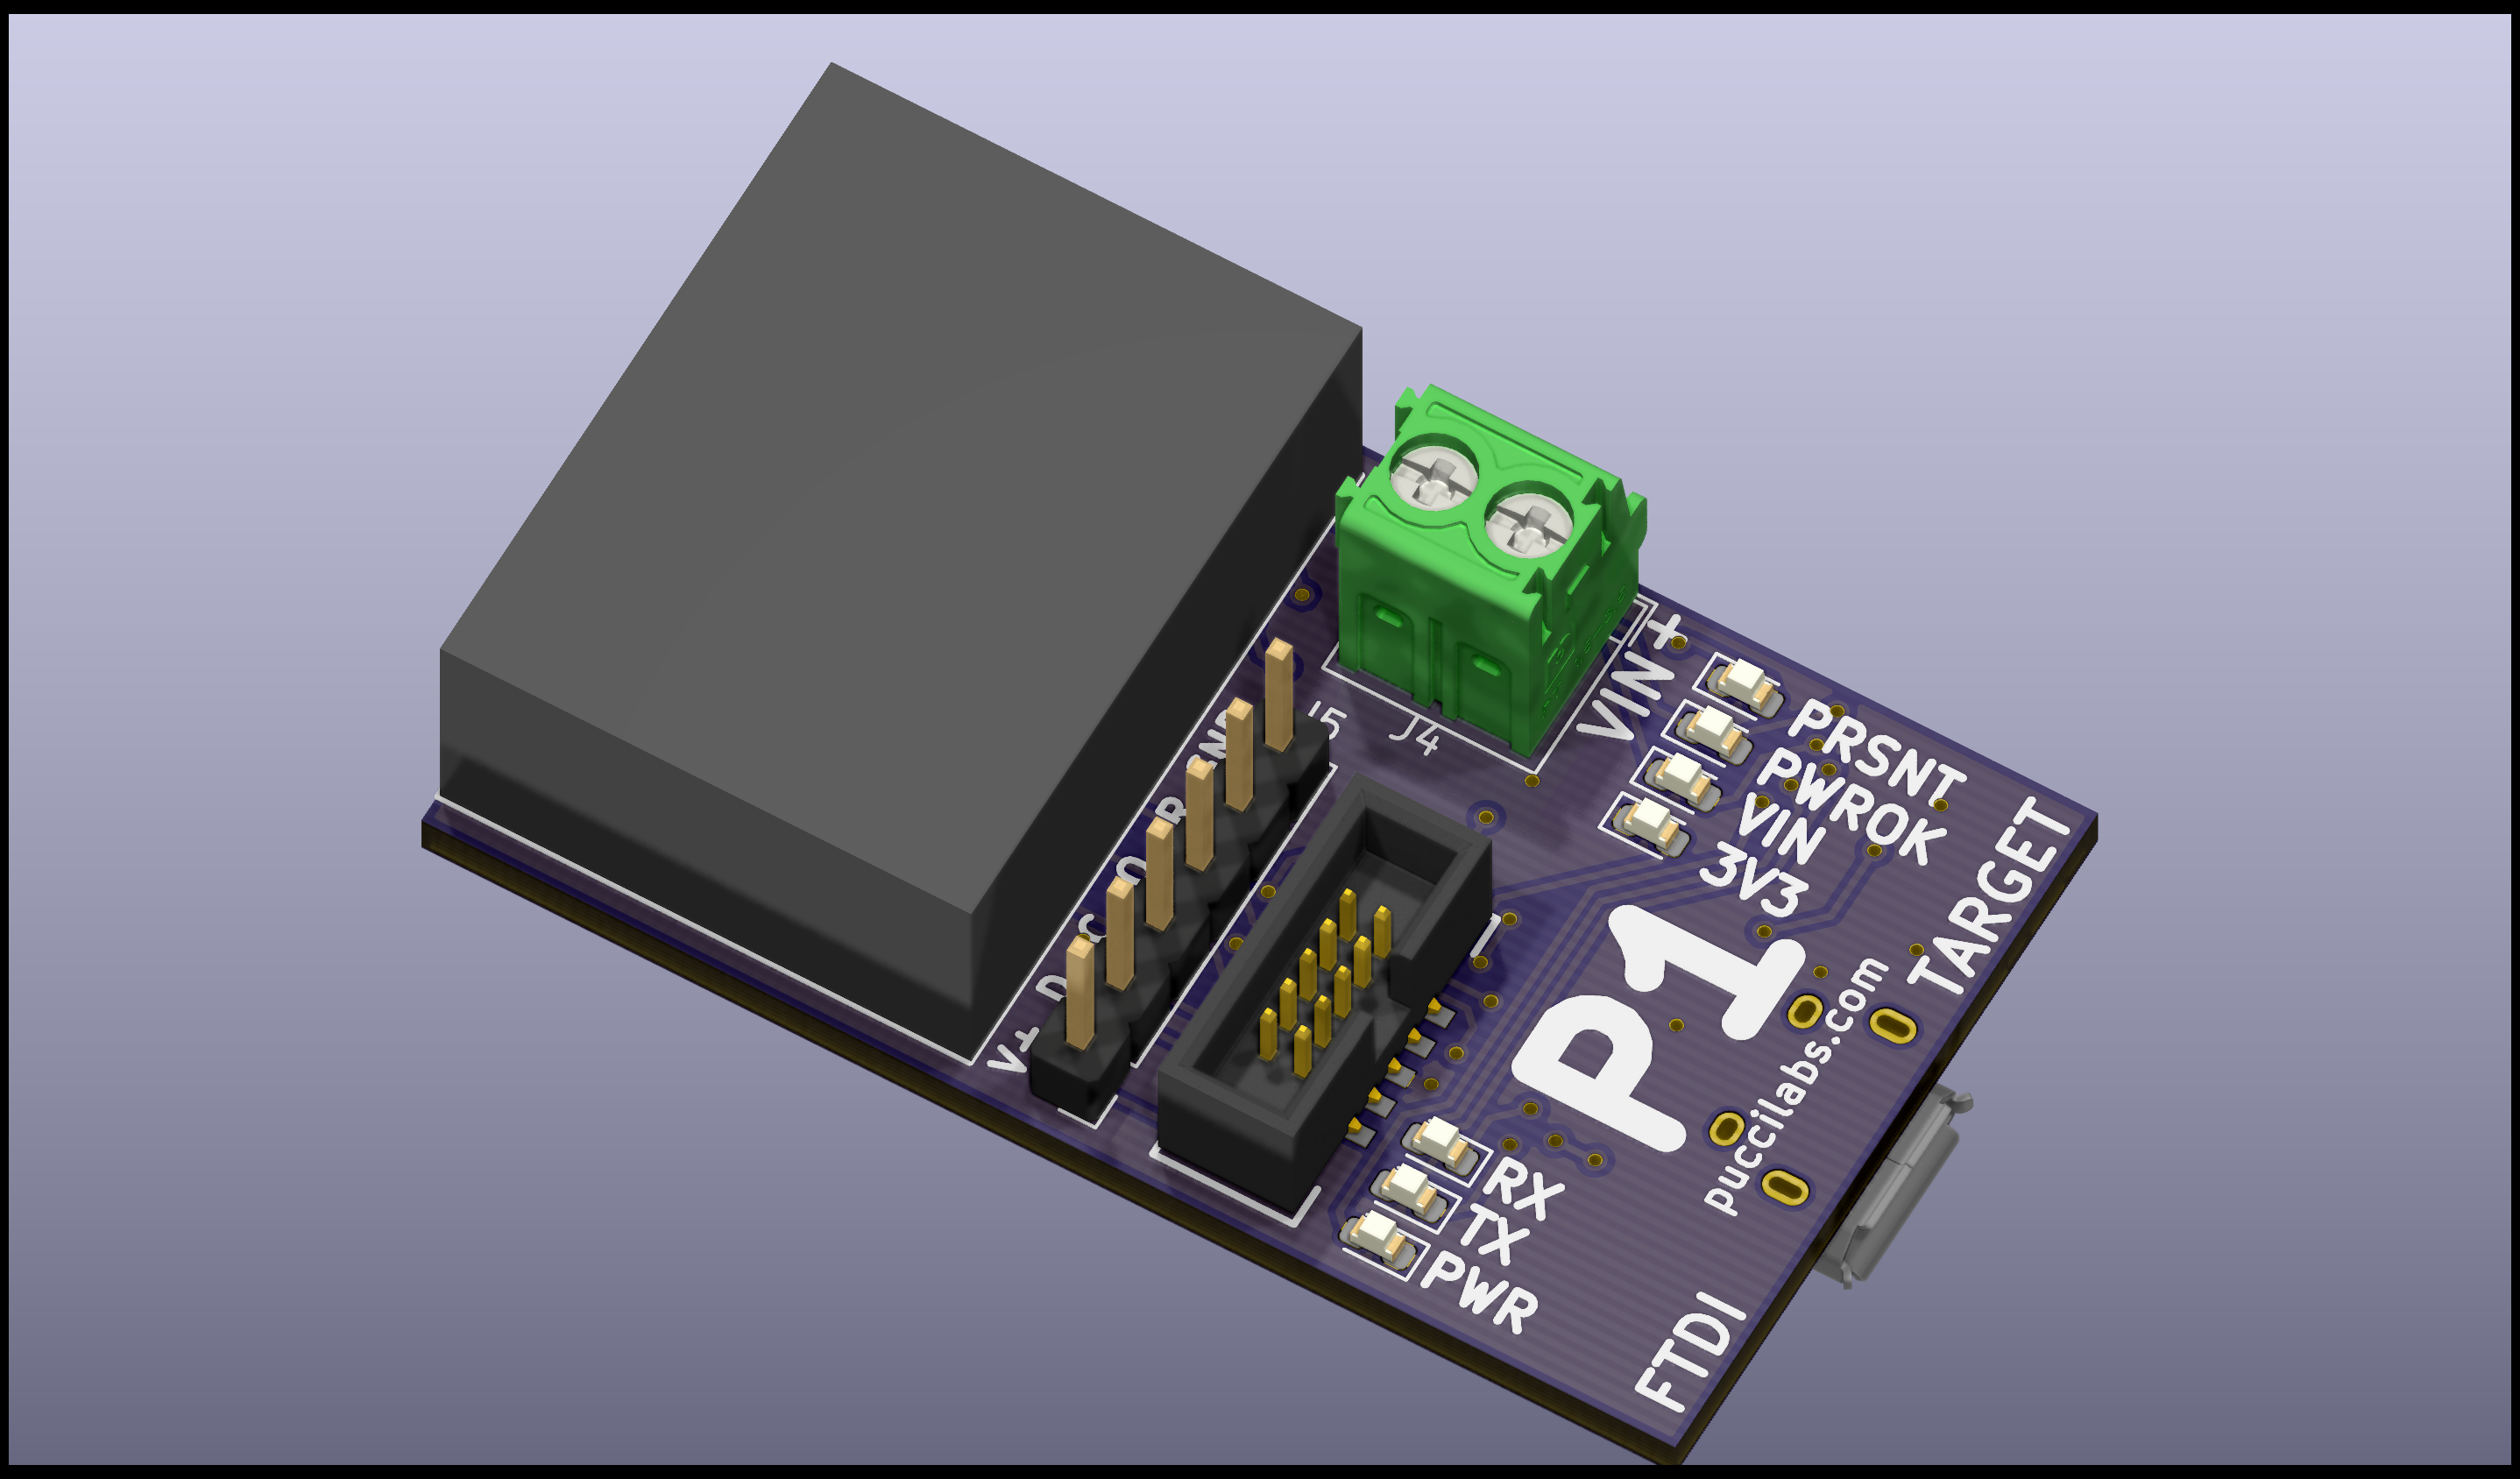 J5
J4
VIN
+
PRSNT
PWROK
VIN
3V3
TARGET
P1
puccilabs.com
RX
TX
PWR
FTDI
V+
D
C
O
R